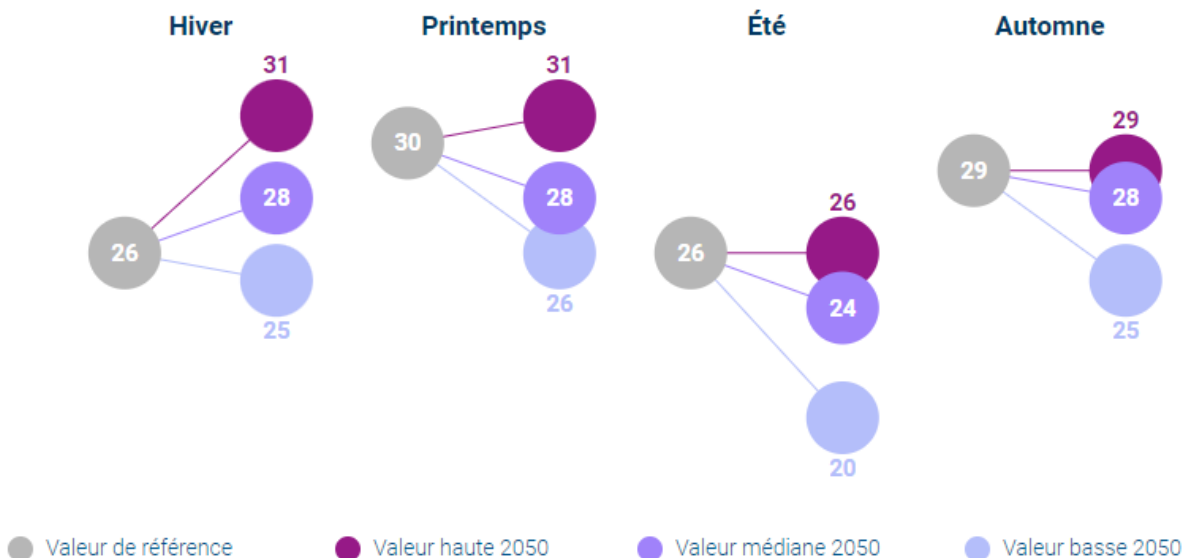 Hiver Printemps Été Automne
31 31
30 29
29
28 28 28
26 26
26 26
24
25 26 25
20
Valeur de référence Valeur haute 2050 Valeur médiane 2050 Valeur basse 2050